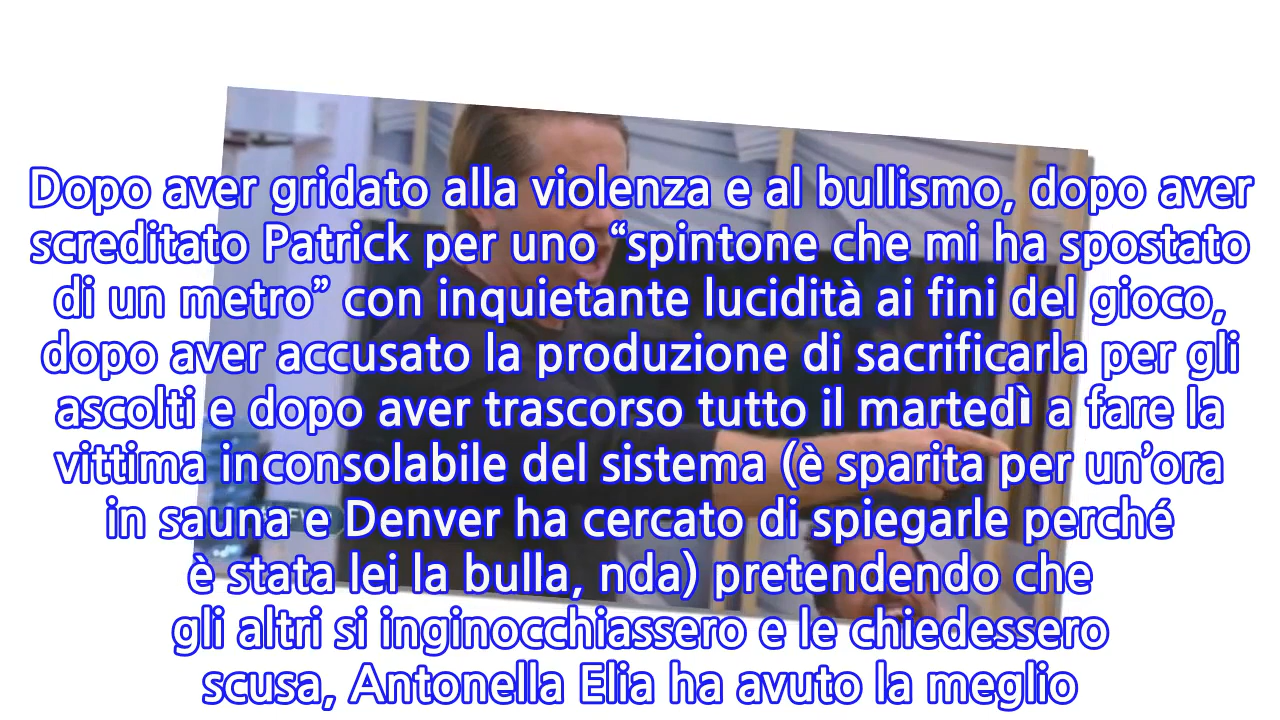 Dopo aver gridato alla violenza e al bullismo, dopo aver
screditato Patrick per uno “spintone che mi ha spostato
di un metro” con inquietante lucidità ai fini del gioco,
dopo aver accusato la produzione di sacrificarla per gli
ascolti e dopo aver trascorso tutto il martedì a fare la
vittima inconsolabile del sistema (è sparita per un’ora
in sauna e Denver ha cercato di spiegarle perché
è stata lei la bulla, nda) pretendendo che
gli altri si inginocchiassero e le chiedessero
scusa, Antonella Elia ha avuto la meglio